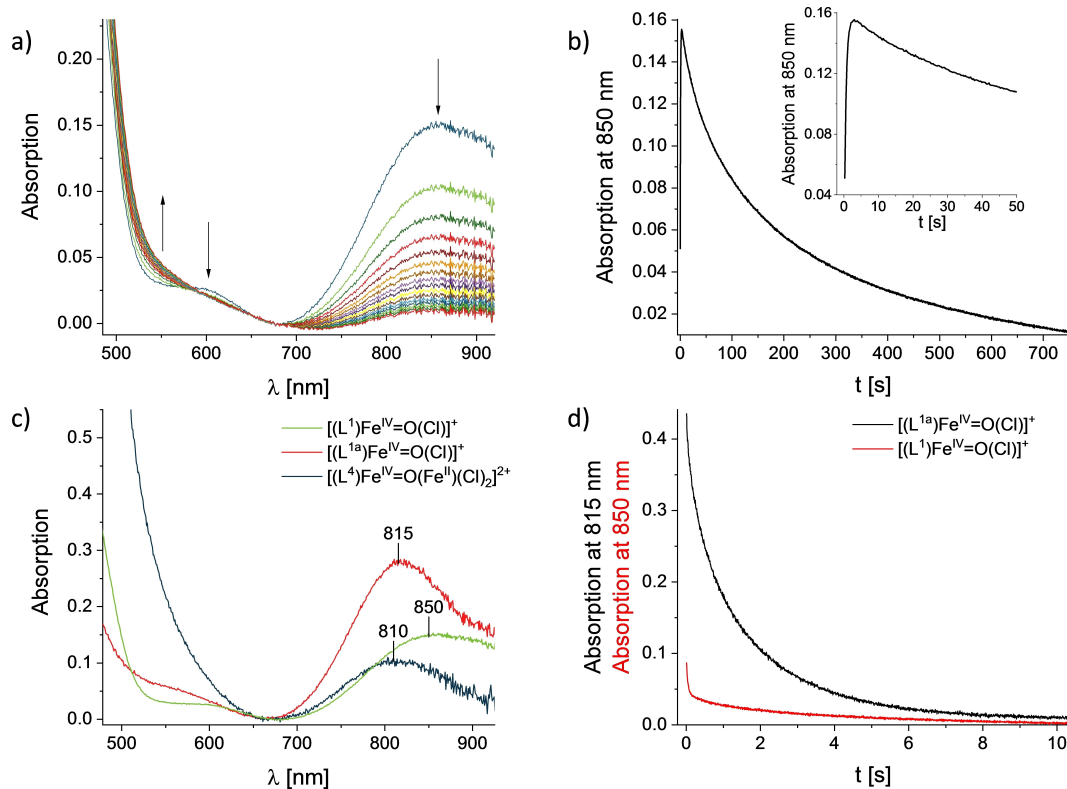 a)
Absorption
0.20
0.15
0.10
0.05
0.00
500 600 700 800 900
λ [nm]
b)
Absorption at 850 nm
0.16
0.14
0.12
0.10
0.08
0.06
0.04
0.02
0 100 200 300 400 500 600 700
t [s]
Absorption at 850 nm
0.16
0.12
0.08
0.04
0 10 20 30 40 50
t [s]
c)
Absorption
0.5
0.4
0.3
0.2
0.1
0.0
500 600 700 800 900
λ [nm]
[(L¹)Feᴵⱽ=O(Cl)]⁺
[(L¹ᵃ)Feᴵⱽ=O(Cl)]⁺
[(L⁴)Feᴵⱽ=O(Feᴵᴵ)(Cl)₂]²⁺
815
850
810
d)
Absorption at 815 nm
Absorption at 850 nm
0.4
0.3
0.2
0.1
0.0
0 2 4 6 8 10
t [s]
[(L¹ᵃ)Feᴵⱽ=O(Cl)]⁺
[(L¹)Feᴵⱽ=O(Cl)]⁺